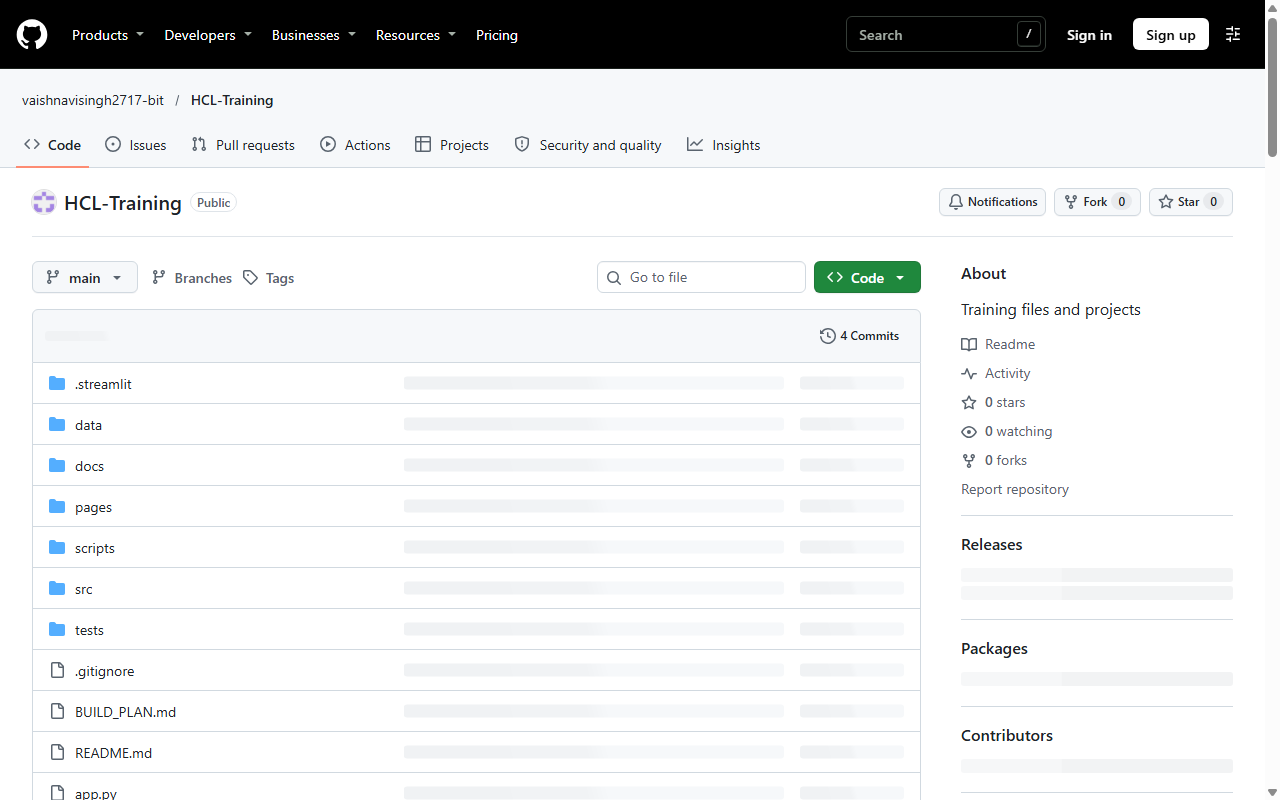 Products Developers Businesses Resources Pricing Search / Sign in Sign up
vaishnavisingh2717-bit / HCL-Training
Code Issues Pull requests Actions Projects Security and quality Insights
HCL-Training Public Notifications Fork 0 Star 0
main Branches Tags Go to file Code
4 Commits
.streamlit
data
docs
pages
scripts
src
tests
.gitignore
BUILD_PLAN.md
README.md
app.py
About
Training files and projects
Readme
Activity
0 stars
0 watching
0 forks
Report repository
Releases
Packages
Contributors